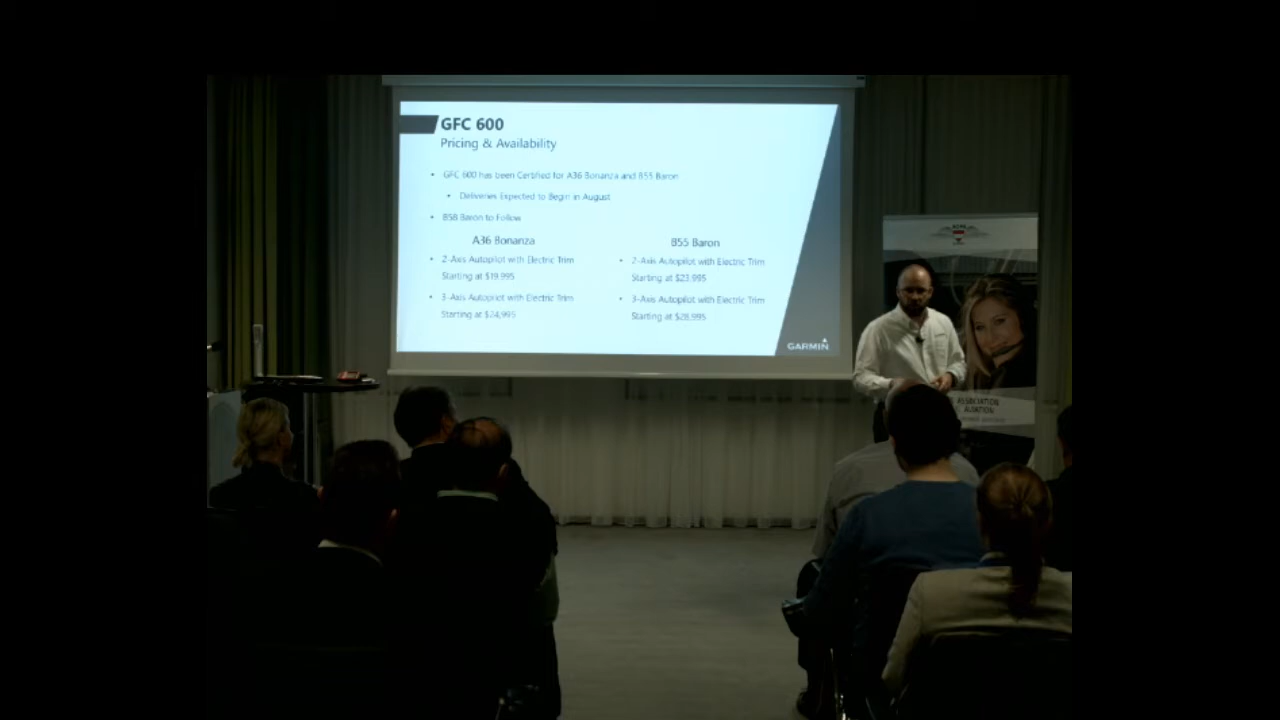 GFC 600
Pricing & Availability
• GFC 600 has been Certified for A36 Bonanza and B55 Baron
• Deliveries Expected to Begin in August
• B58 Baron to Follow
A36 Bonanza
• 2-Axis Autopilot with Electric Trim
Starting at $19,995
• 3-Axis Autopilot with Electric Trim
Starting at $24,995
B55 Baron
• 2-Axis Autopilot with Electric Trim
Starting at $23,995
• 3-Axis Autopilot with Electric Trim
Starting at $28,995
GARMIN
ASSOCIATION
AVIATION